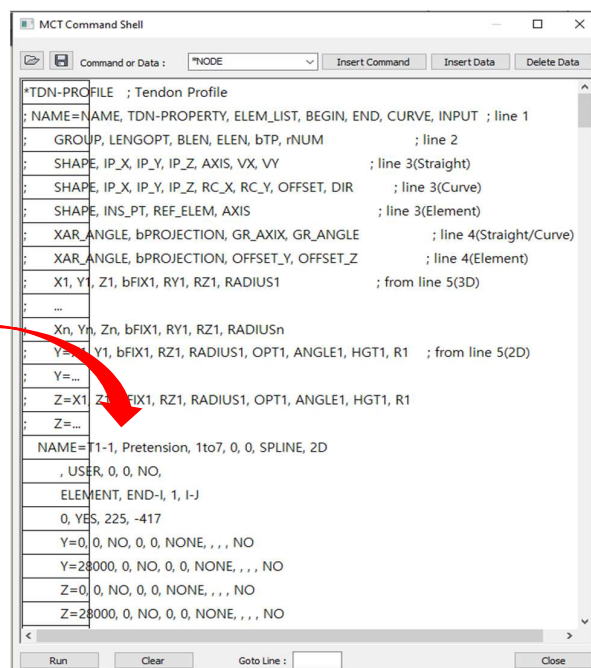 MCT Command Shell
Command or Data : *NODE Insert Command Insert Data Delete Data
*TDN-PROFILE ; Tendon Profile
; NAME=NAME, TDN-PROPERTY, ELEM_LIST, BEGIN, END, CURVE, INPUT ; line 1
; GROUP, LENGOPT, BLEN, ELEN, bTP, rNUM ; line 2
; SHAPE, IP_X, IP_Y, IP_Z, AXIS, VX, VY ; line 3(Straight)
; SHAPE, IP_X, IP_Y, IP_Z, RC_X, RC_Y, OFFSET, DIR ; line 3(Curve)
; SHAPE, INS_PT, REF_ELEM, AXIS ; line 3(Element)
; XAR_ANGLE, bPROJECTION, GR_AXIX, GR_ANGLE ; line 4(Straight/Curve)
; XAR_ANGLE, bPROJECTION, OFFSET_Y, OFFSET_Z ; line 4(Element)
; X1, Y1, Z1, bFIX1, RY1, RZ1, RADIUS1 ; from line 5(3D)
; ...
; Xn, Yn, Zn, bFIX1, RY1, RZ1, RADIUSn
; Y=X1, Y1, bFIX1, RZ1, RADIUS1, OPT1, ANGLE1, HGT1, R1 ; from line 5(2D)
; Y=...
; Z=X1, Z1, bFIX1, RZ1, RADIUS1, OPT1, ANGLE1, HGT1, R1
; Z=...
NAME=T1-1, Pretension, 1to7, 0, 0, SPLINE, 2D
, USER, 0, 0, NO,
ELEMENT, END-I, 1, I-J
0, YES, 225, -417
Y=0, 0, NO, 0, 0, NONE, , , , NO
Y=28000, 0, NO, 0, 0, NONE, , , , NO
Z=0, 0, NO, 0, 0, NONE, , , , NO
Z=28000, 0, NO, 0, 0, NONE, , , , NO
Run Clear Goto Line : Close